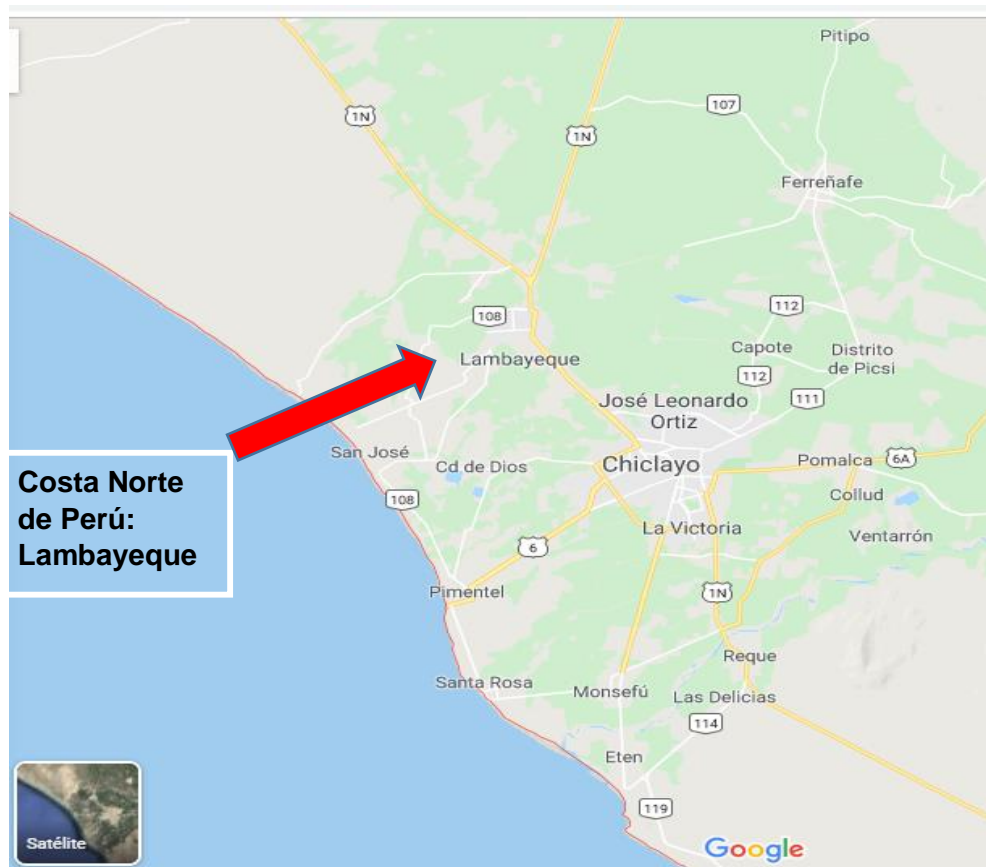 Pitipo
107
1N
1N
Ferreñafe
112
108
Lambayeque
Capote
Distrito
de Picsi
112
111
José Leonardo
Ortiz
San José
Cd de Dios
Chiclayo
Pomalca
6A
Costa Norte
de Perú:
Lambayeque
108
Collud
La Victoria
Ventarrón
6
Pimentel
1N
Reque
Santa Rosa
Monsefú
Las Delicias
114
Eten
119
Satélite
Google